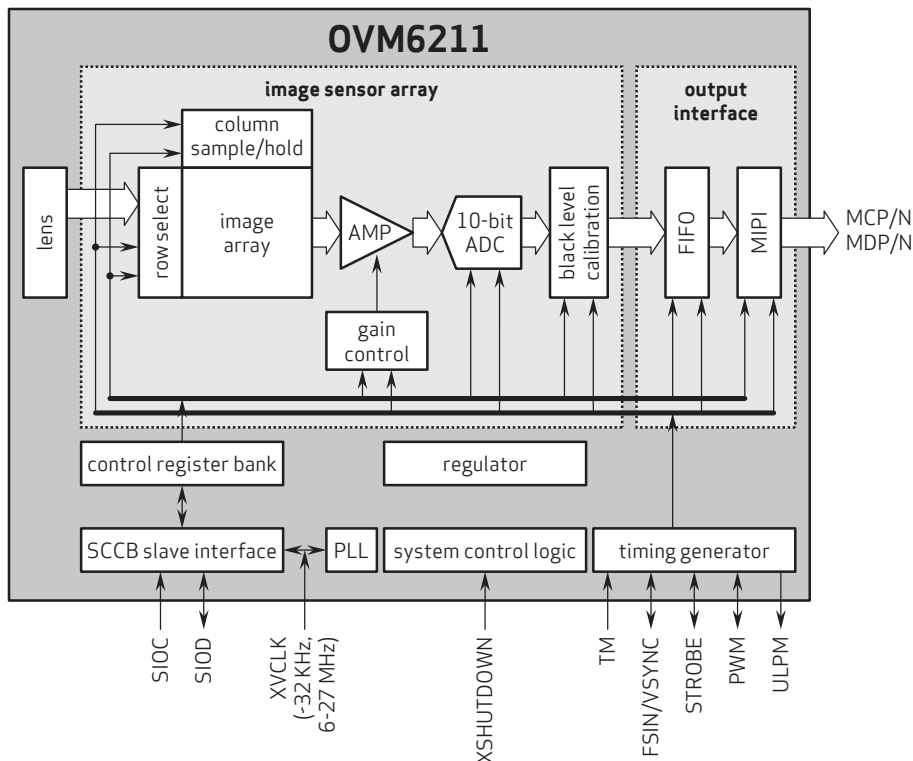 OVM6211
image sensor array
output
interface
column
sample/hold
lens
row select
image
array
AMP
10-bit
ADC
black level
calibration
FIFO
MIPI
MCP/N
MDP/N
gain
control
control register bank
regulator
SCCB slave interface
PLL
system control logic
timing generator
SIOC
SIOD
XVCLK
(~32 KHz,
6-27 MHz)
XSHUTDOWN
TM
FSIN/VSYNC
STROBE
PWM
ULPM